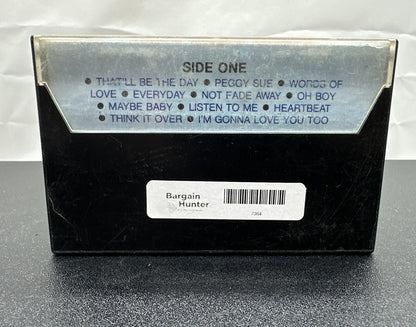 SIDE ONE
• THAT'LL BE THE DAY • PEGGY SUE • WORDS OF
LOVE • EVERYDAY • NOT FADE AWAY • OH BOY
• MAYBE BABY • LISTEN TO ME • HEARTBEAT
• THINK IT OVER • I'M GONNA LOVE YOU TOO
Bargain
Hunter